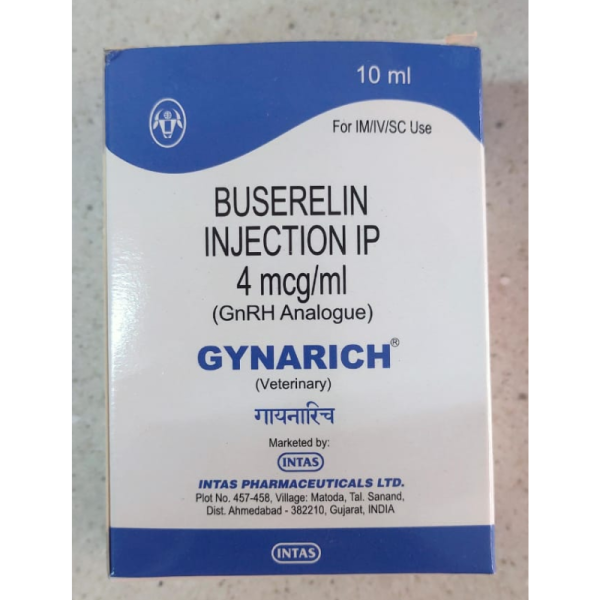 10 ml
For IM/IV/SC Use
BUSERELIN
INJECTION IP
4 mcg/ml
(GnRH Analogue)
GYNARICH®
(Veterinary)
गायनारिच
Marketed by:
INTAS
INTAS PHARMACEUTICALS LTD.
Plot No. 457-458, Village: Matoda, Tal. Sanand,
Dist. Ahmedabad - 382210, Gujarat, INDIA
INTAS